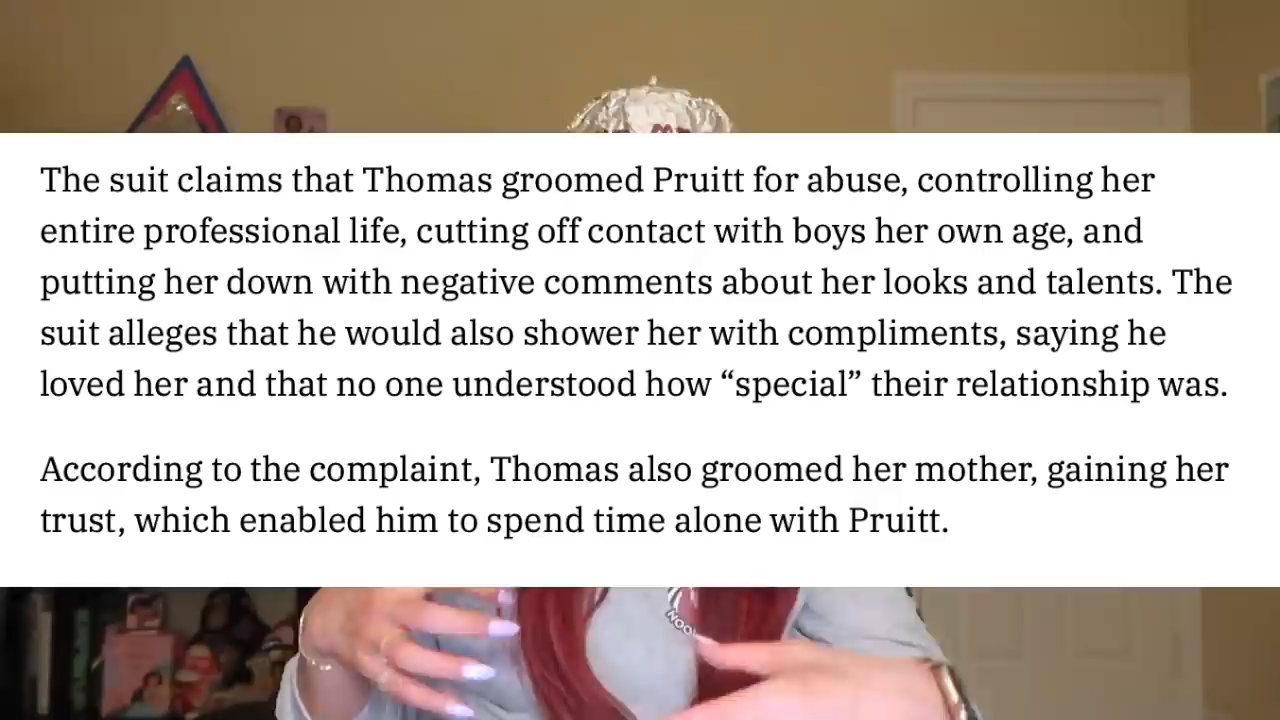 The suit claims that Thomas groomed Pruitt for abuse, controlling her
entire professional life, cutting off contact with boys her own age, and
putting her down with negative comments about her looks and talents. The
suit alleges that he would also shower her with compliments, saying he
loved her and that no one understood how “special” their relationship was.
According to the complaint, Thomas also groomed her mother, gaining her
trust, which enabled him to spend time alone with Pruitt.